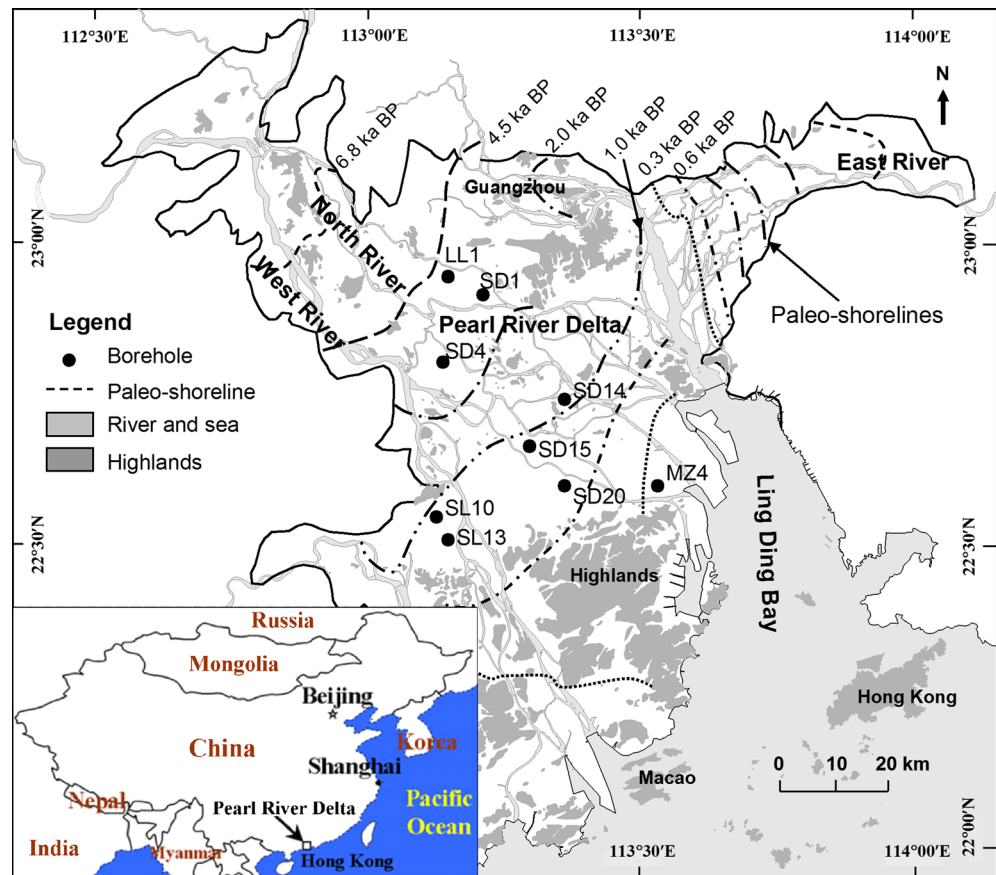 112°30′E
113°00′E
113°30′E
114°00′E
N
6.8 ka BP
4.5 ka BP
2.0 ka BP
1.0 ka BP
0.3 ka BP
0.6 ka BP
East River
Guangzhou
North River
West River
23°00′N
23°00′N
LL1
SD1
Pearl River Delta
Paleo-shorelines
Legend
Borehole
Paleo-shoreline
River and sea
Highlands
SD4
SD14
SD15
SD20
MZ4
SL10
SL13
22°30′N
22°30′N
Highlands
Ling Ding Bay
Hong Kong
Macao
0 10 20 km
22°00′N
113°30′E
114°00′E
Russia
Mongolia
Beijing
China
Korea
Shanghai
Nepal
Pearl River Delta
Pacific
Ocean
India
Myanmar
Hong Kong